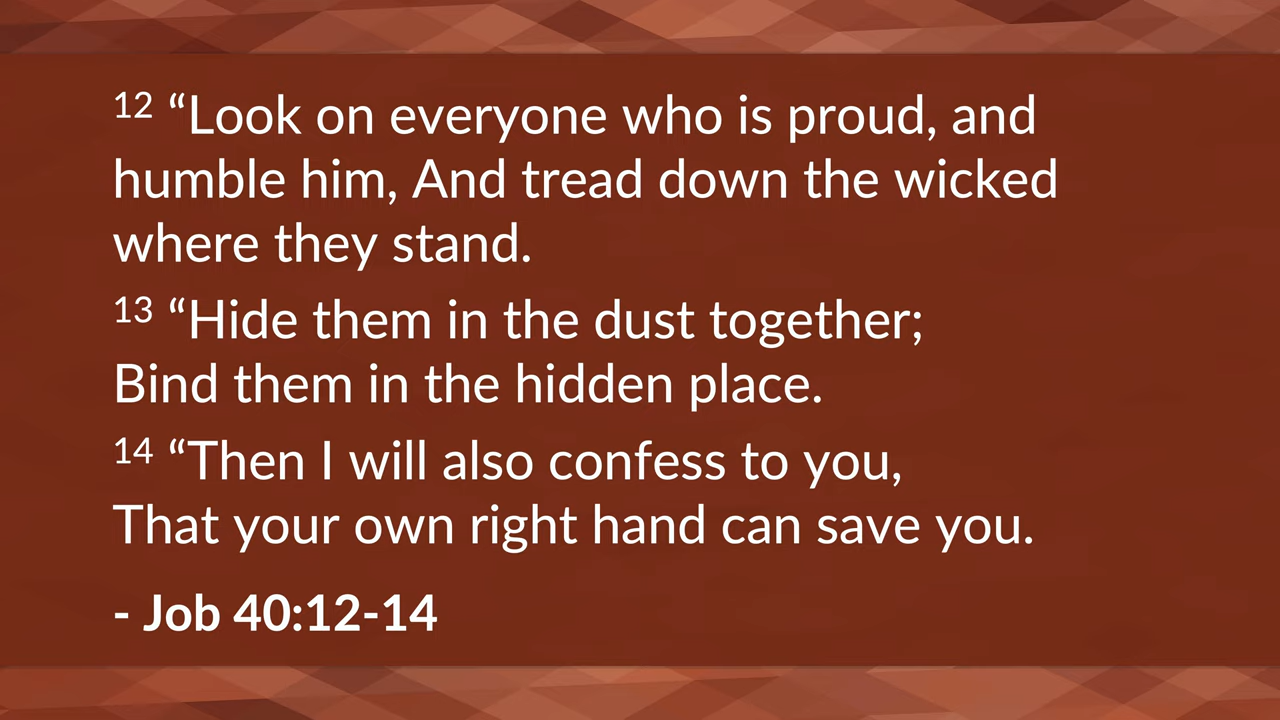 12 “Look on everyone who is proud, and
humble him, And tread down the wicked
where they stand.
13 “Hide them in the dust together;
Bind them in the hidden place.
14 “Then I will also confess to you,
That your own right hand can save you.
- Job 40:12-14